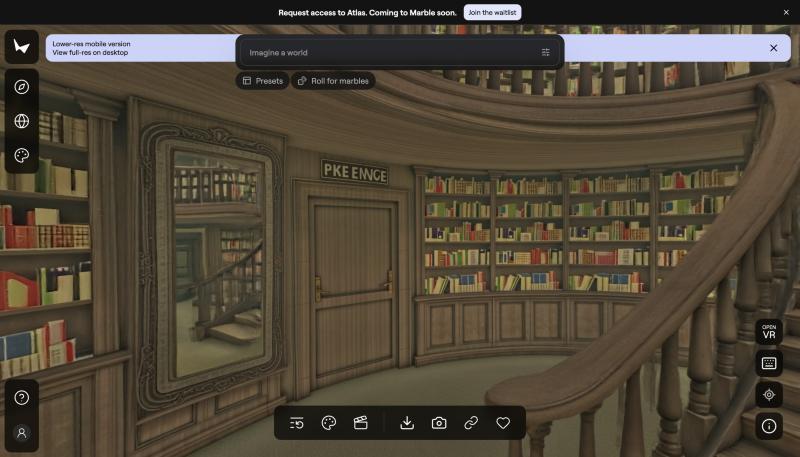 Request access to Atlas. Coming to Marble soon. Join the waitlist
Lower-res mobile version
View full-res on desktop
Imagine a world
Presets
Roll for marbles
PKE ENNCE
OPEN
VR